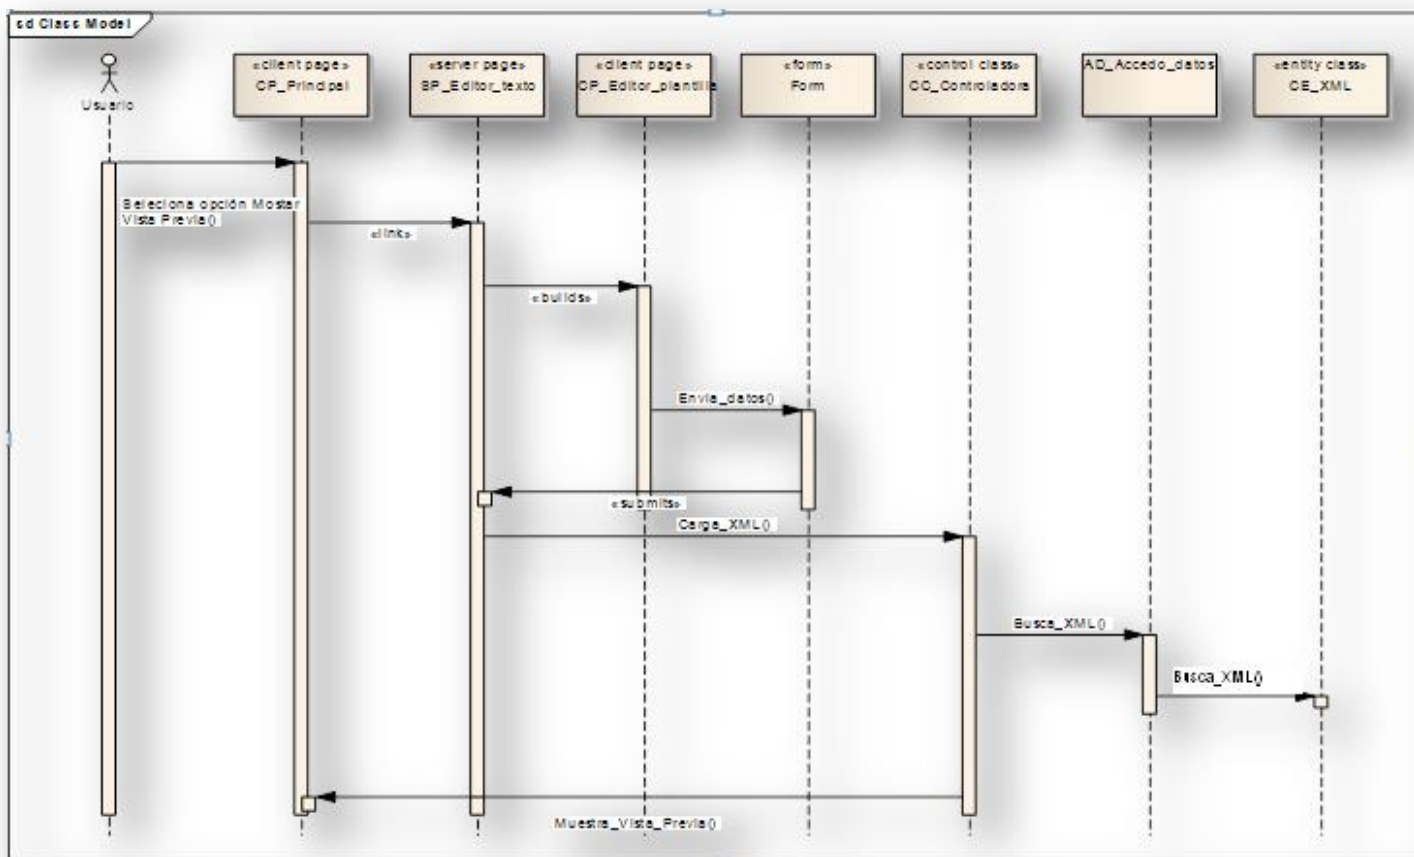 sd Class Model
Usuario
«client page»
CP_Principal
«server page»
SP_Editor_texto
«client page»
CP_Editor_plantilla
«form»
Form
«control class»
CC_Controladora
AD_Accedo_datos
«entity class»
CE_XML
Seleciona opción Mostar
Vista Previa()
«link»
«builds»
Envia_datos()
«submits»
Carga_XML()
Busca_XML()
Busca_XML()
Muestra_Vista_Previa()